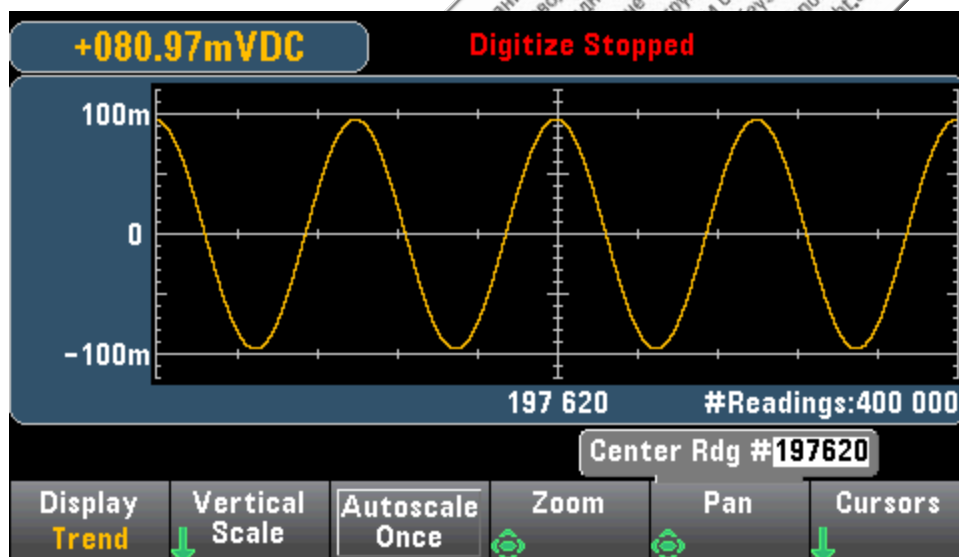 +080.97mVDC
Digitize Stopped
100m
0
-100m
197 620
#Readings:400 000
Center Rdg #197620
Display
Trend
Vertical
Scale
Autoscale
Once
Zoom
Pan
Cursors